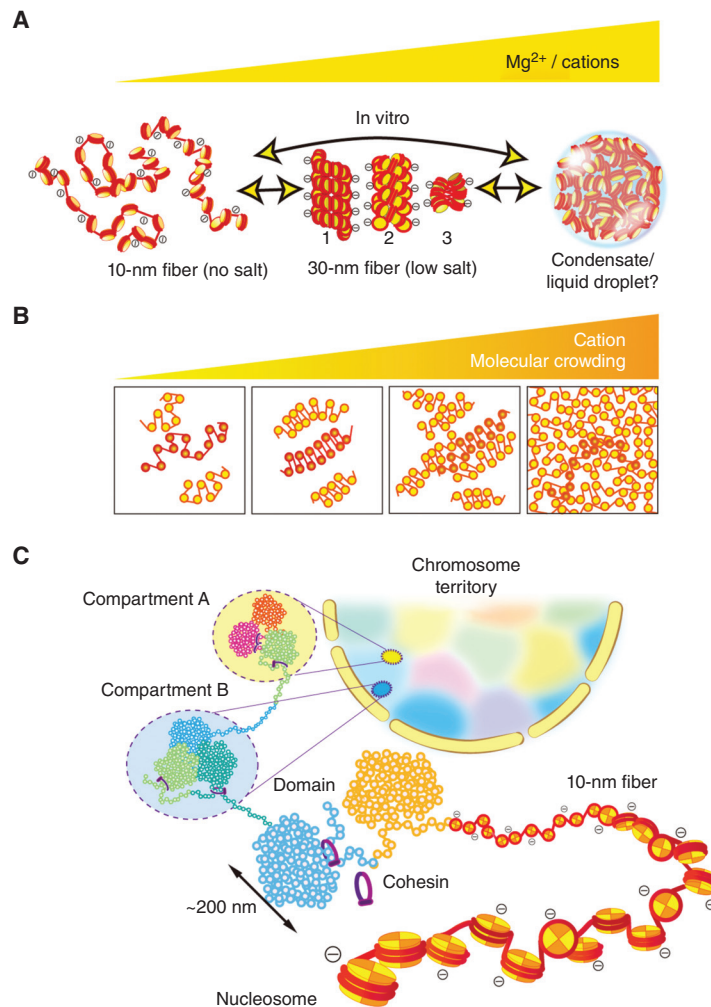 A
Mg²⁺ / cations
In vitro
1 2 3
10-nm fiber (no salt)
30-nm fiber (low salt)
Condensate/
liquid droplet?
B
Cation
Molecular crowding
C
Chromosome
territory
Compartment A
Compartment B
Domain
10-nm fiber
Cohesin
~200 nm
Nucleosome